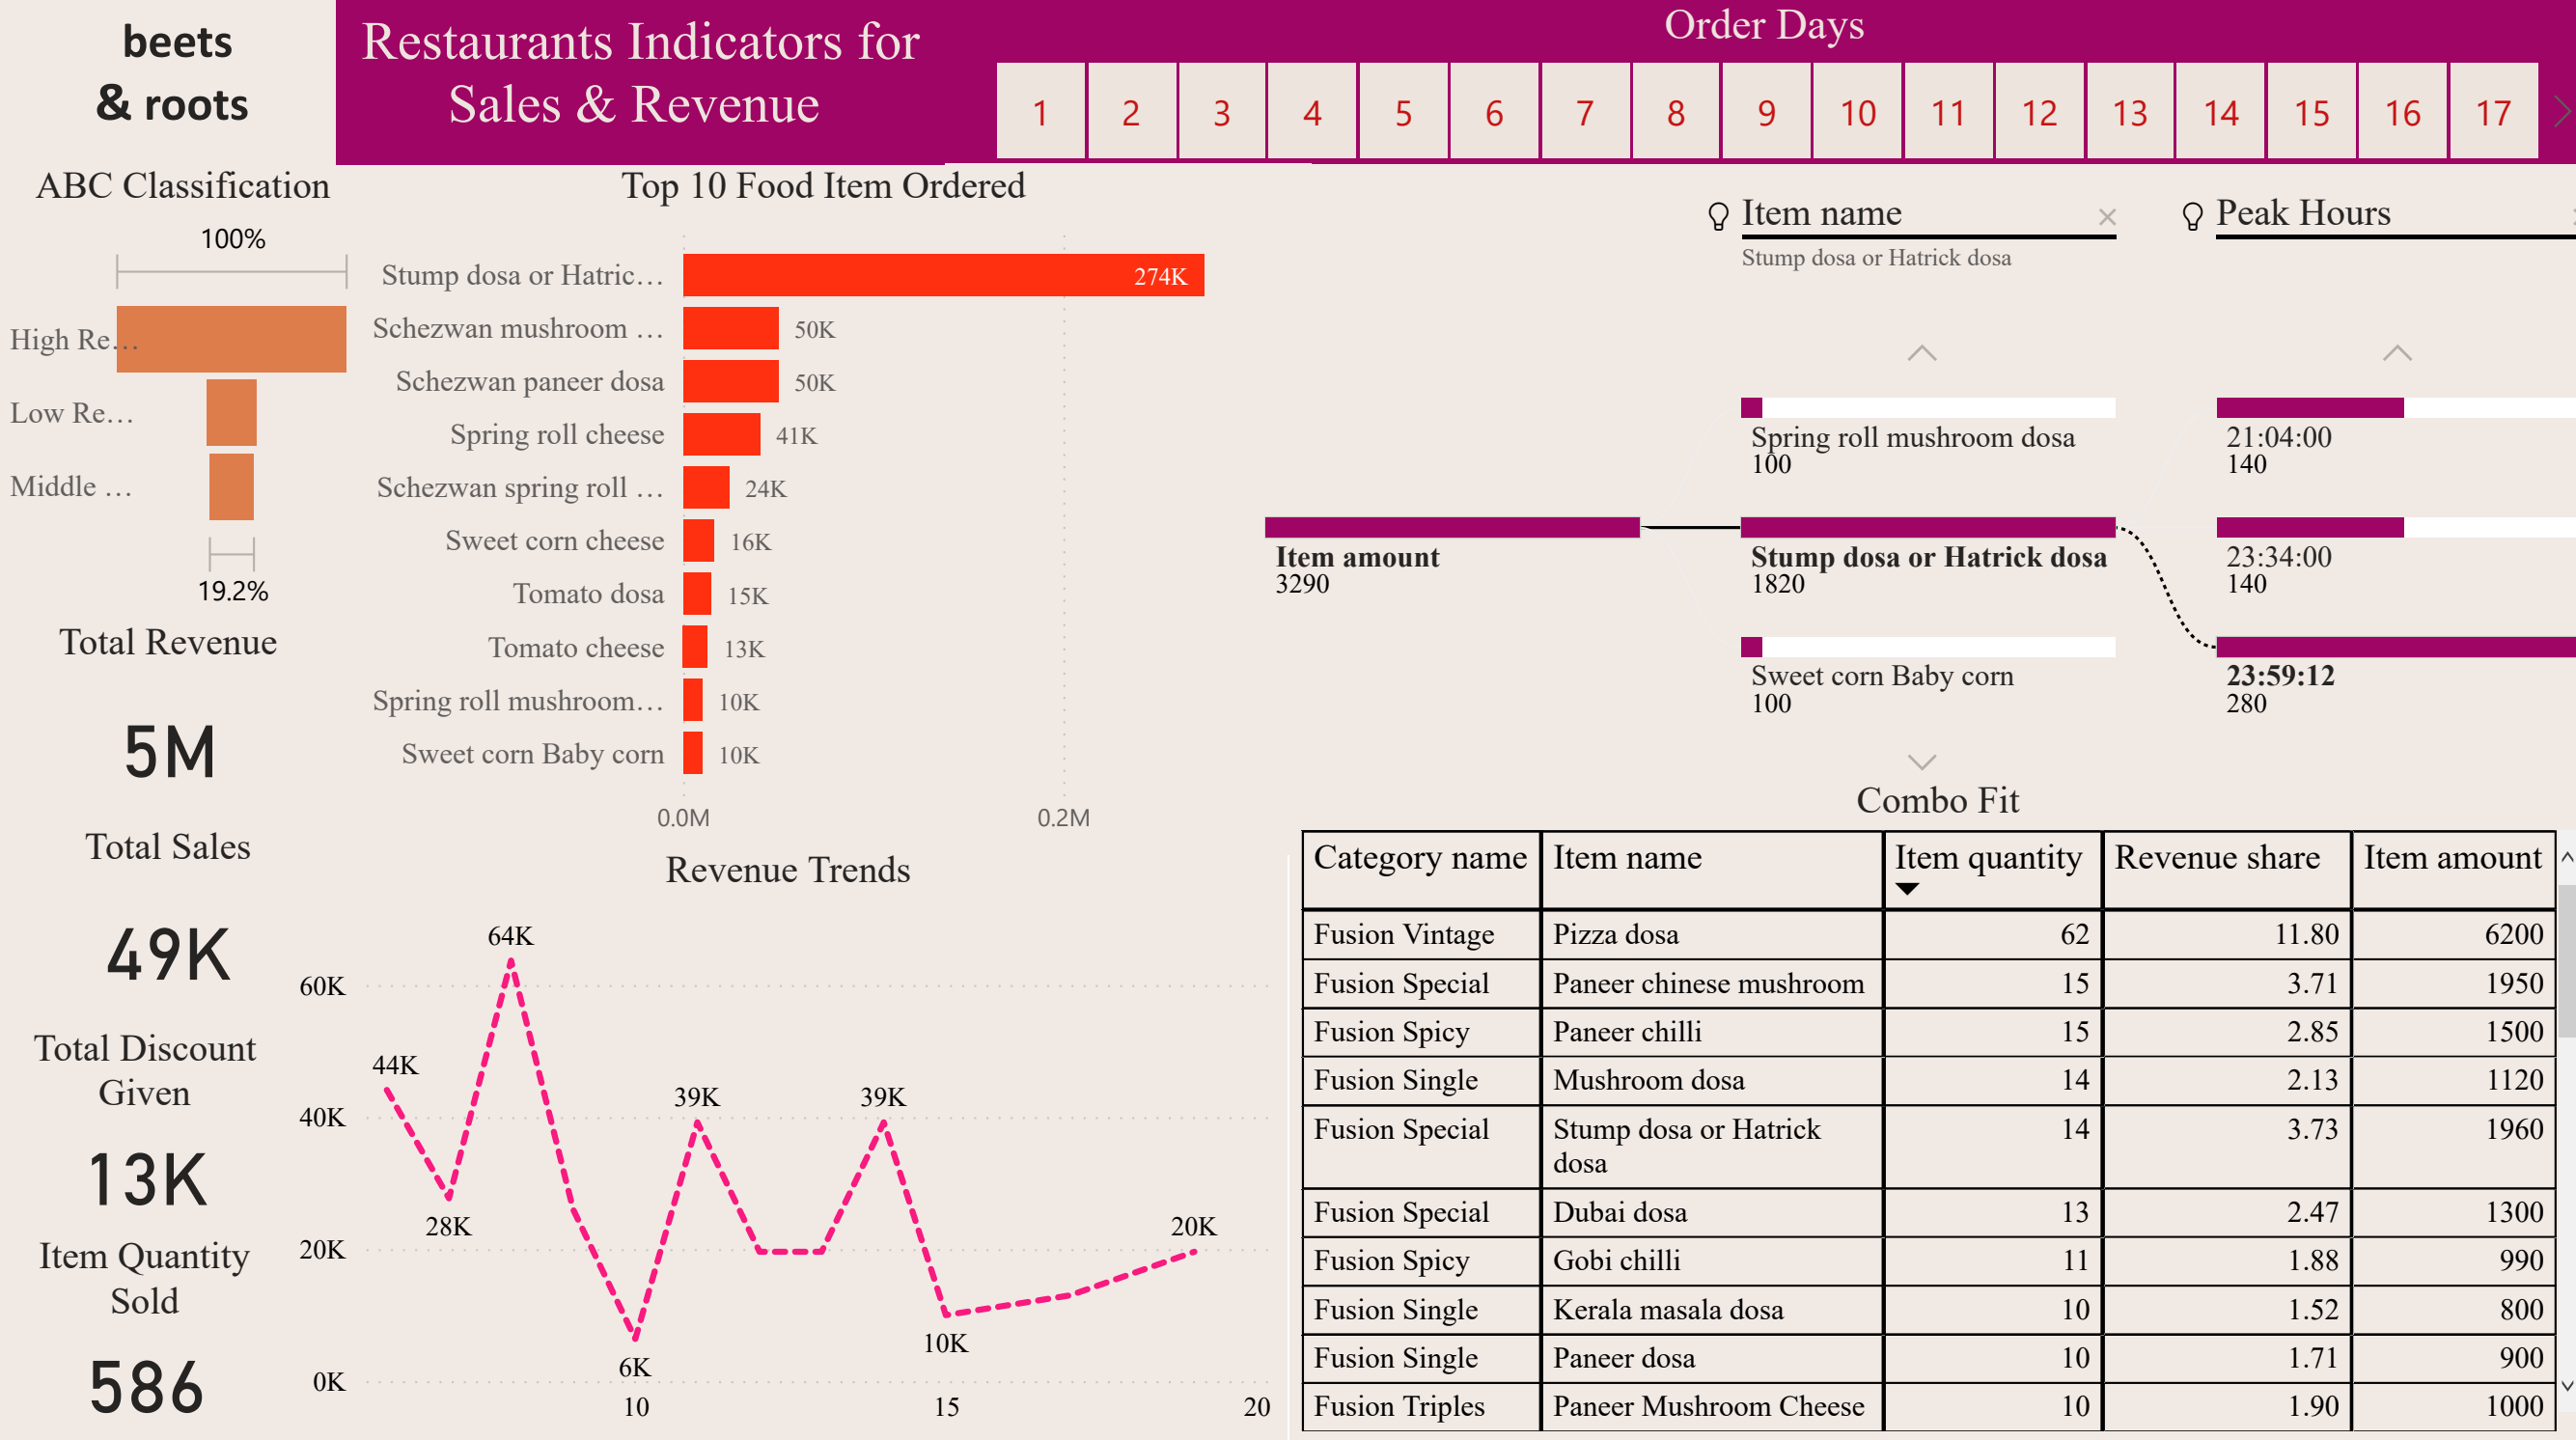 beets
& roots
Restaurants Indicators for
Sales & Revenue
Order Days
1 2 3 4 5 6 7 8 9 10 11 12 13 14 15 16 17
ABC Classification
100%
High Re…
Low Re…
Middle …
19.2%
Total Revenue
5M
Total Sales
49K
Total Discount
Given
13K
Item Quantity
Sold
586
Top 10 Food Item Ordered
Stump dosa or Hatric… 274K
Schezwan mushroom … 50K
Schezwan paneer dosa 50K
Spring roll cheese 41K
Schezwan spring roll … 24K
Sweet corn cheese 16K
Tomato dosa 15K
Tomato cheese 13K
Spring roll mushroom… 10K
Sweet corn Baby corn 10K
0.0M 0.2M
Revenue Trends
60K
40K
20K
0K
44K
28K
64K
6K
39K
39K
10K
20K
10 15 20
Item name
Stump dosa or Hatrick dosa
Peak Hours
Item amount
3290
Spring roll mushroom dosa
100
Stump dosa or Hatrick dosa
1820
Sweet corn Baby corn
100
21:04:00
140
23:34:00
140
23:59:12
280
Combo Fit
Category name Item name Item quantity Revenue share Item amount
Fusion Vintage Pizza dosa 62 11.80 6200
Fusion Special Paneer chinese mushroom 15 3.71 1950
Fusion Spicy Paneer chilli 15 2.85 1500
Fusion Single Mushroom dosa 14 2.13 1120
Fusion Special Stump dosa or Hatrick 14 3.73 1960
dosa
Fusion Special Dubai dosa 13 2.47 1300
Fusion Spicy Gobi chilli 11 1.88 990
Fusion Single Kerala masala dosa 10 1.52 800
Fusion Single Paneer dosa 10 1.71 900
Fusion Triples Paneer Mushroom Cheese 10 1.90 1000